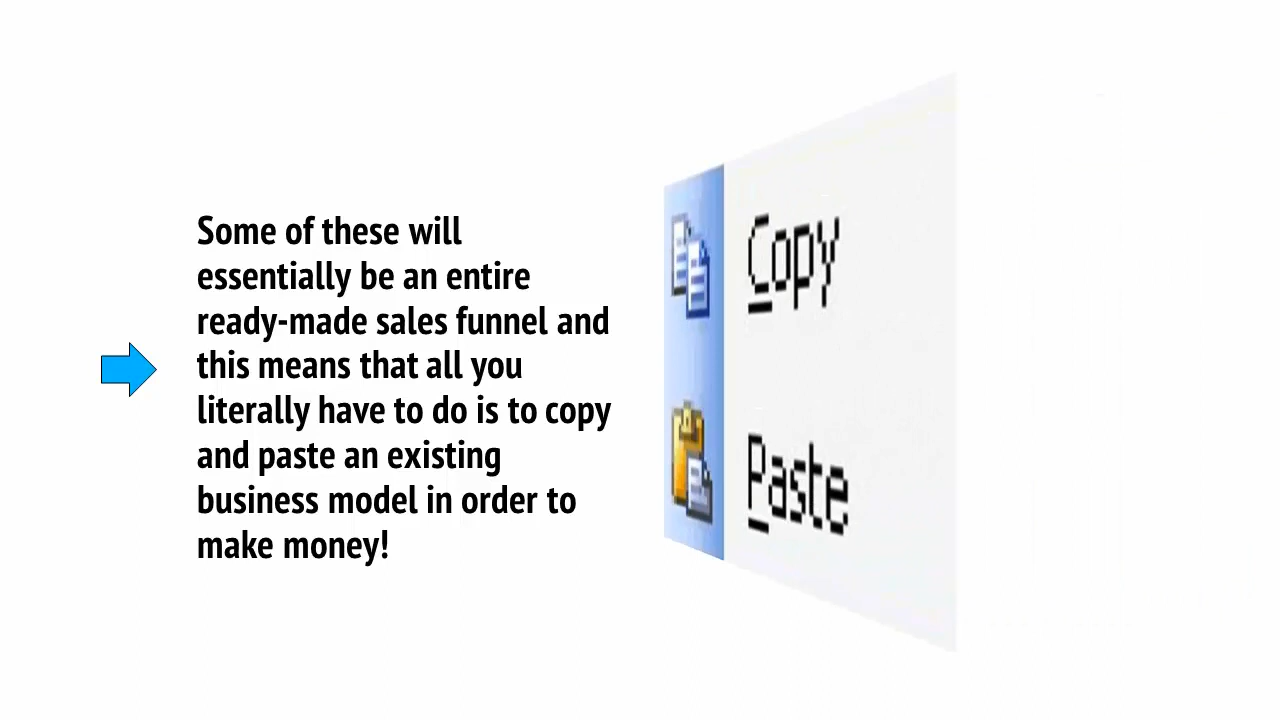 Some of these will
essentially be an entire
ready-made sales funnel and
this means that all you
literally have to do is to copy
and paste an existing
business model in order to
make money!
Copy
Paste